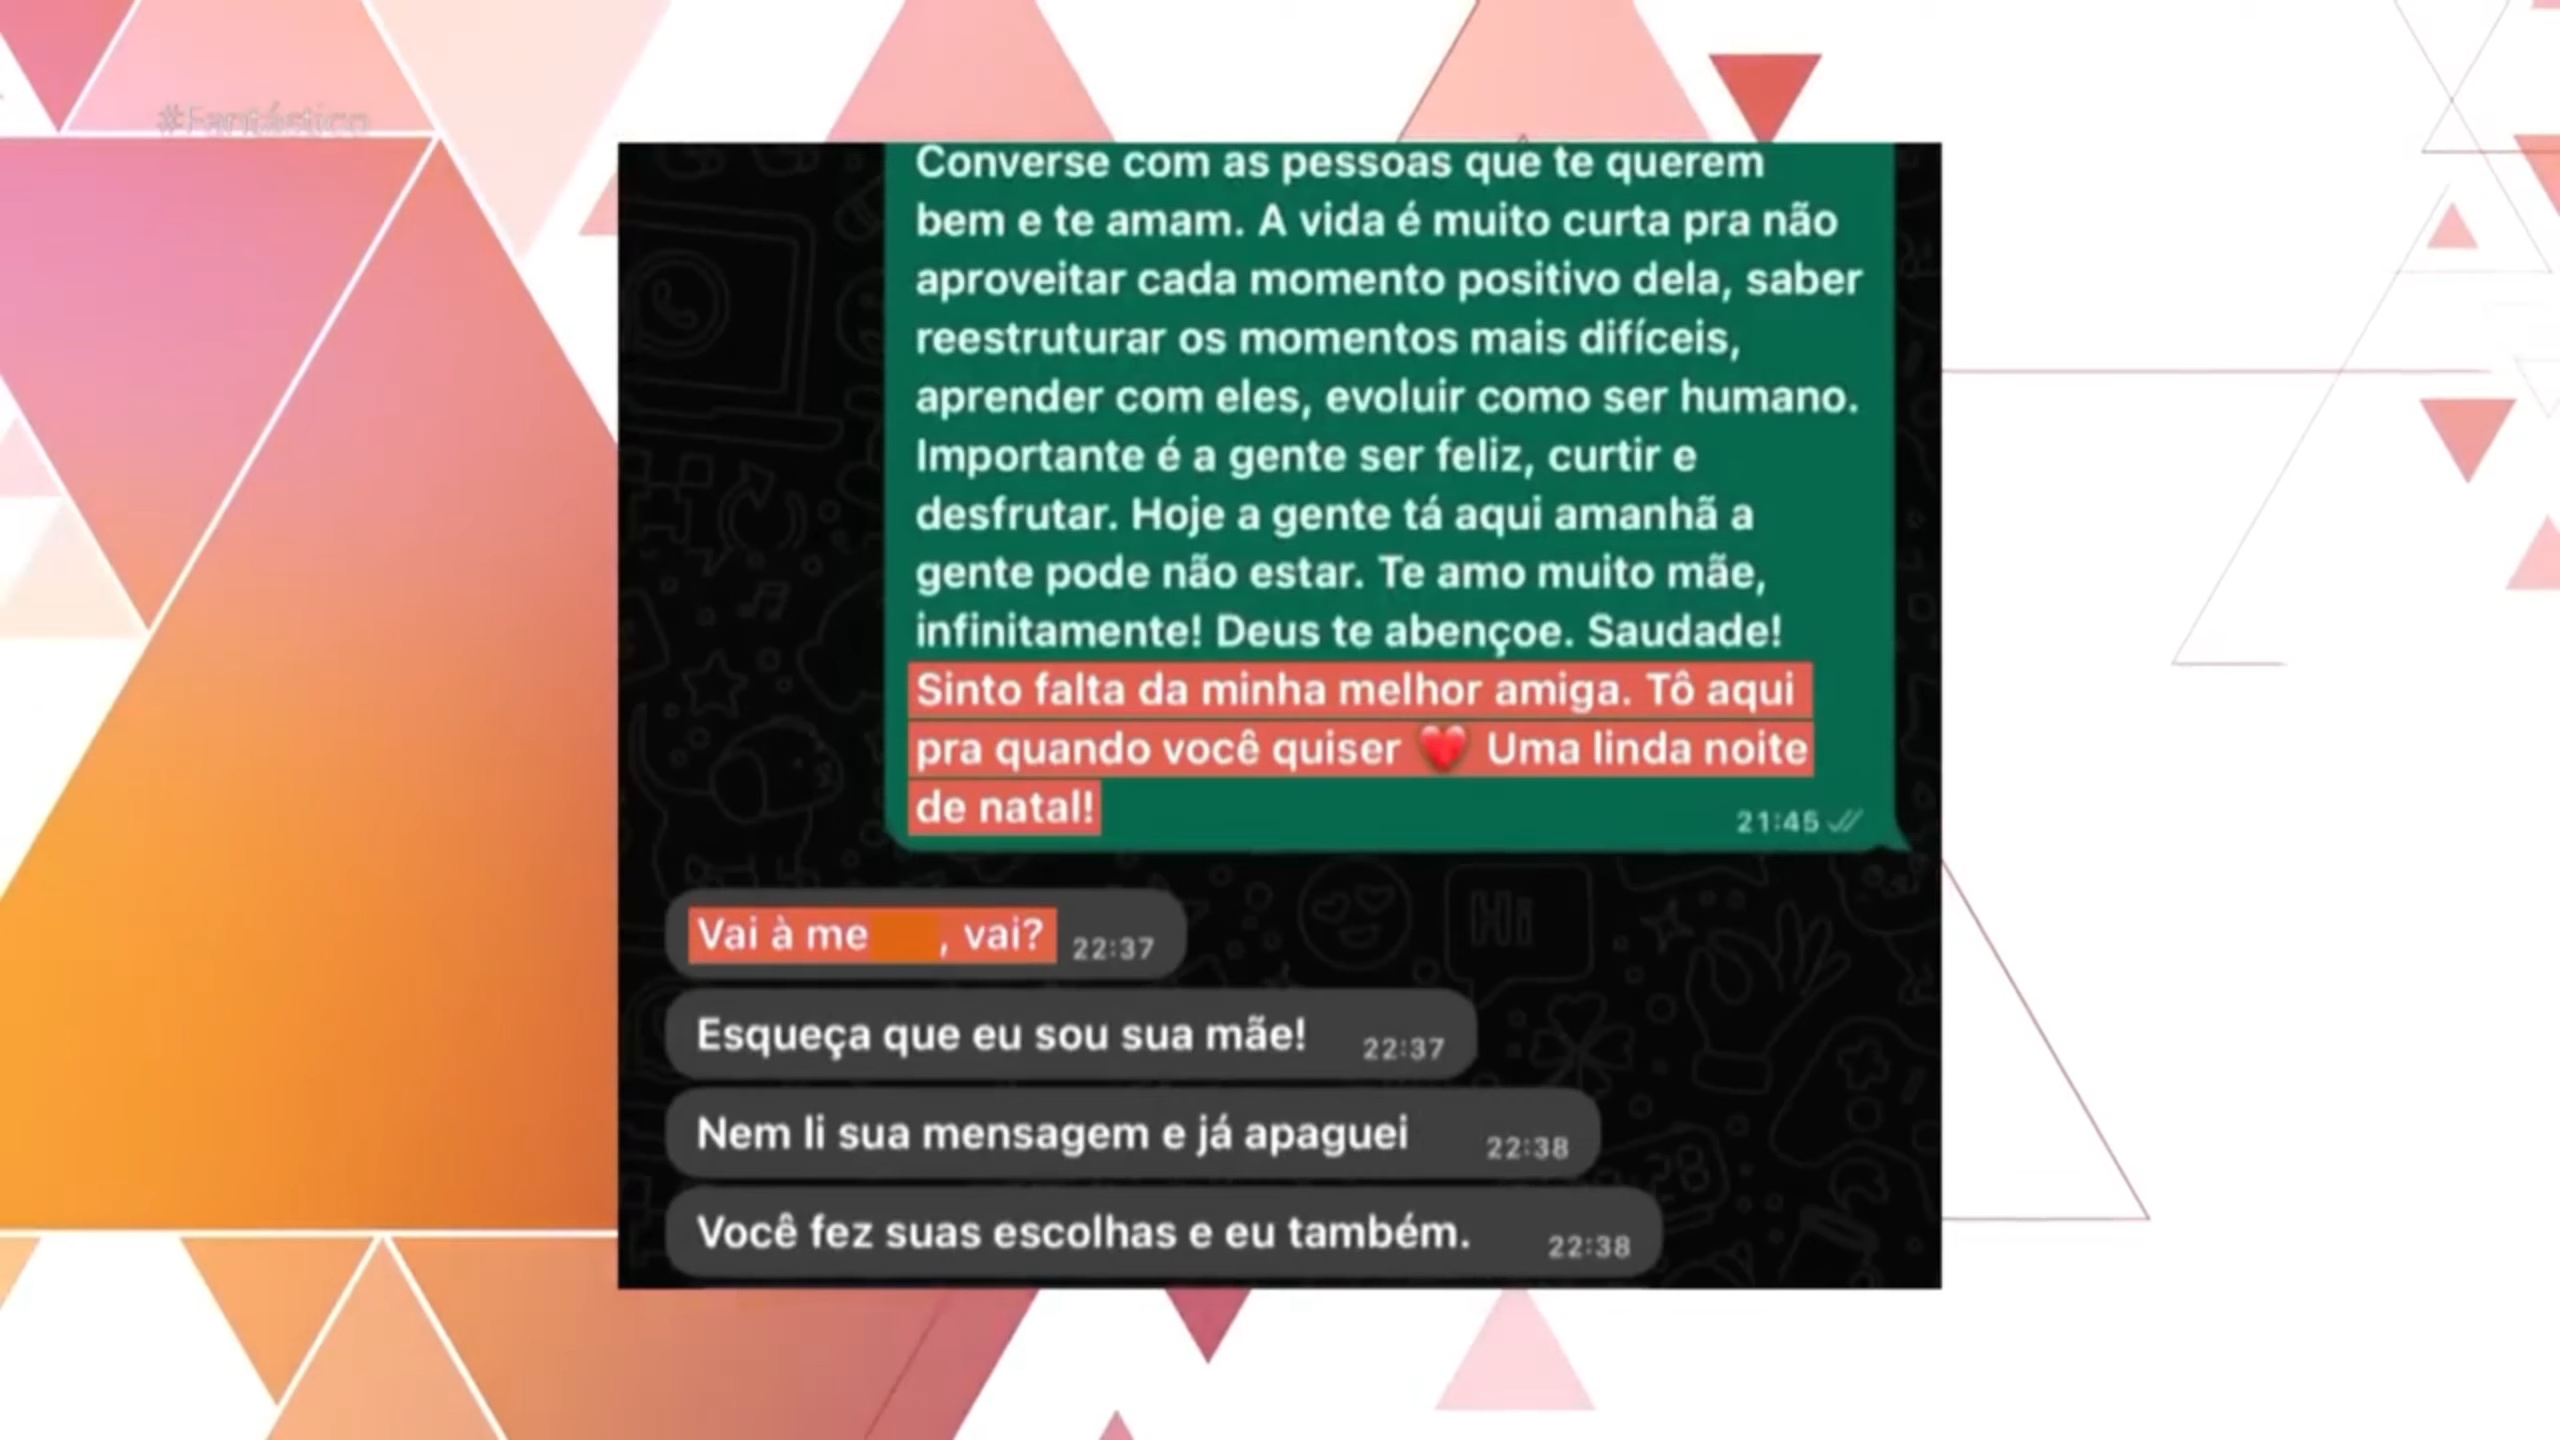 #Fantástico
Converse com as pessoas que te querem
bem e te amam. A vida é muito curta pra não
aproveitar cada momento positivo dela, saber
reestruturar os momentos mais difíceis,
aprender com eles, evoluir como ser humano.
Importante é a gente ser feliz, curtir e
desfrutar. Hoje a gente tá aqui amanhã a
gente pode não estar. Te amo muito mãe,
infinitamente! Deus te abençoe. Saudade!
Sinto falta da minha melhor amiga. Tô aqui
pra quando você quiser ❤️ Uma linda noite
de natal!
21:45
Vai à me , vai? 22:37
Esqueça que eu sou sua mãe! 22:37
Nem li sua mensagem e já apaguei 22:38
Você fez suas escolhas e eu também. 22:38